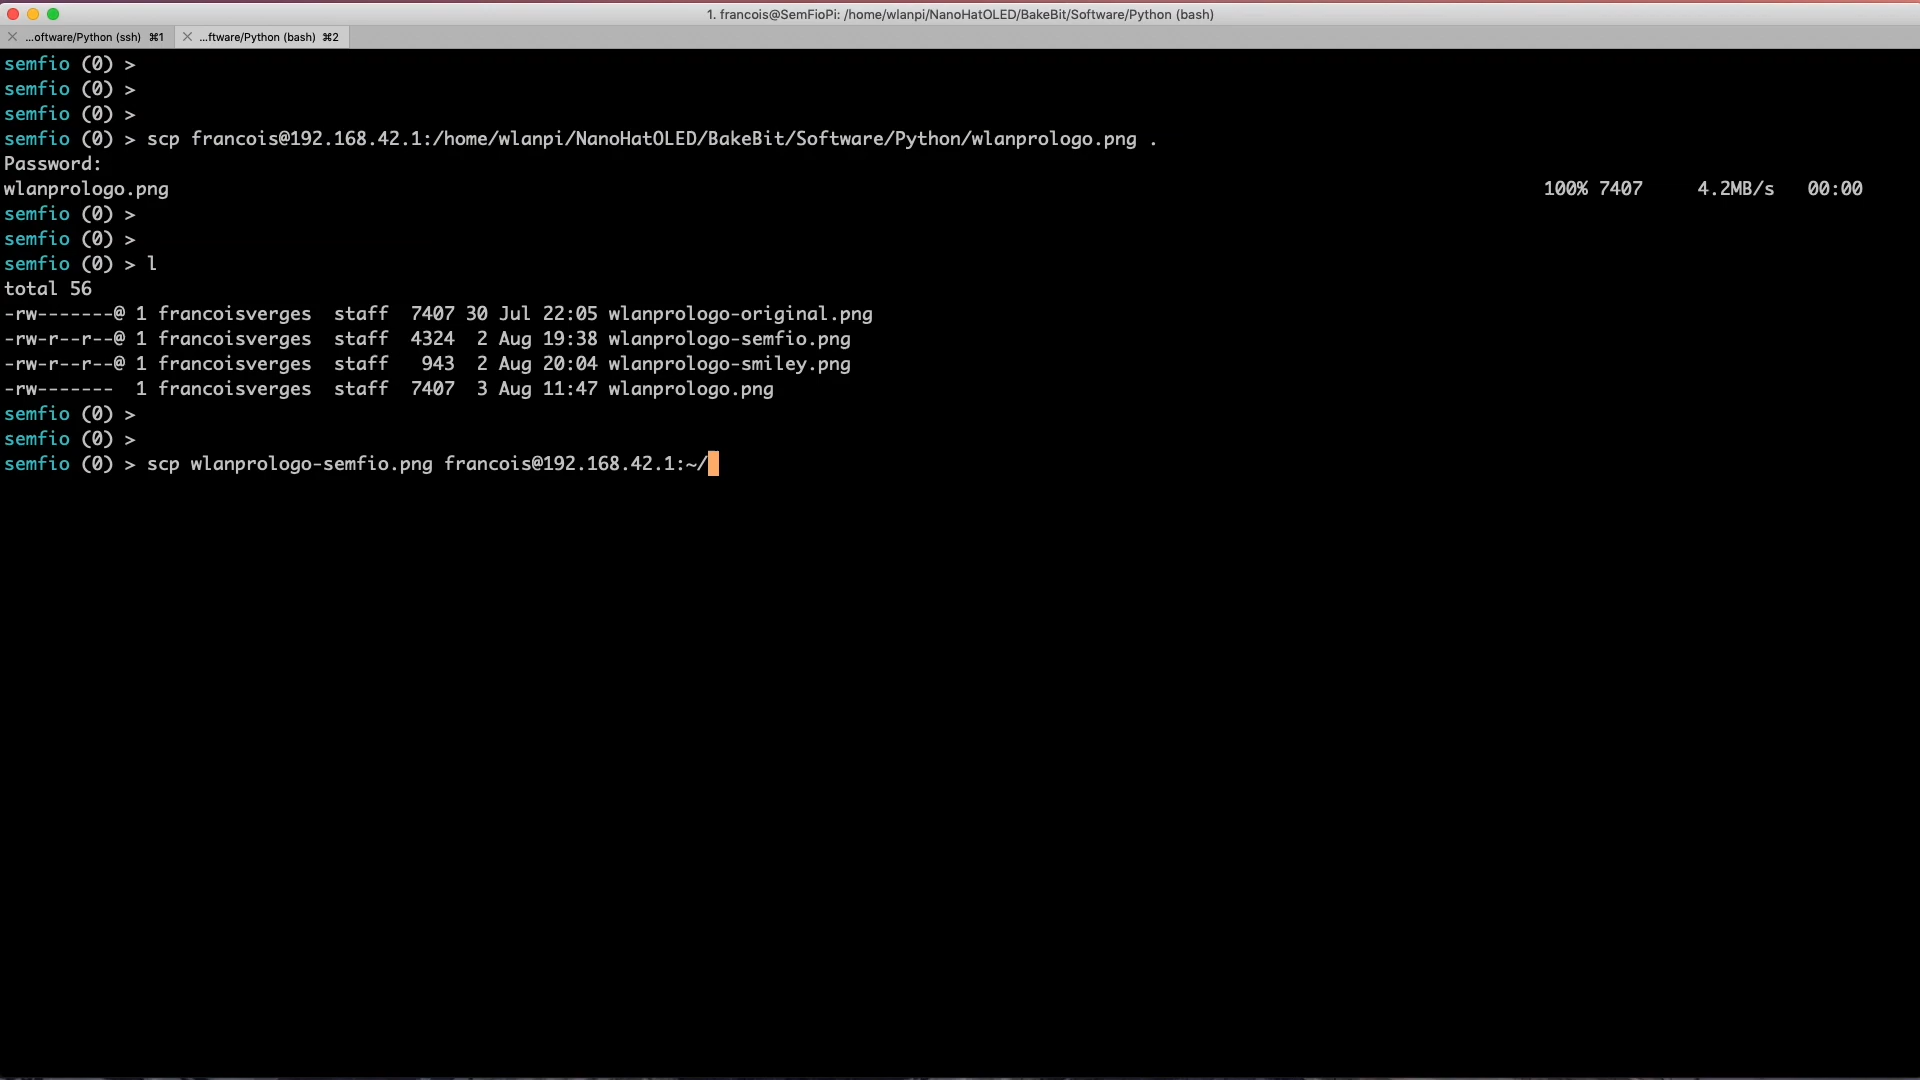 1. francois@SemFioPi: /home/wlanpi/NanoHatOLED/BakeBit/Software/Python (bash)
...oftware/Python (ssh) ⌘1 ...ftware/Python (bash) ⌘2
semfio (0) >
semfio (0) >
semfio (0) >
semfio (0) > scp francois@192.168.42.1:/home/wlanpi/NanoHatOLED/BakeBit/Software/Python/wlanprologo.png .
Password:
wlanprologo.png 100% 7407 4.2MB/s 00:00
semfio (0) >
semfio (0) >
semfio (0) > l
total 56
-rw-------@ 1 francoisverges  staff  7407 30 Jul 22:05 wlanprologo-original.png
-rw-r--r--@ 1 francoisverges  staff  4324  2 Aug 19:38 wlanprologo-semfio.png
-rw-r--r--@ 1 francoisverges  staff   943  2 Aug 20:04 wlanprologo-smiley.png
-rw-------  1 francoisverges  staff  7407  3 Aug 11:47 wlanprologo.png
semfio (0) >
semfio (0) >
semfio (0) > scp wlanprologo-semfio.png francois@192.168.42.1:~/